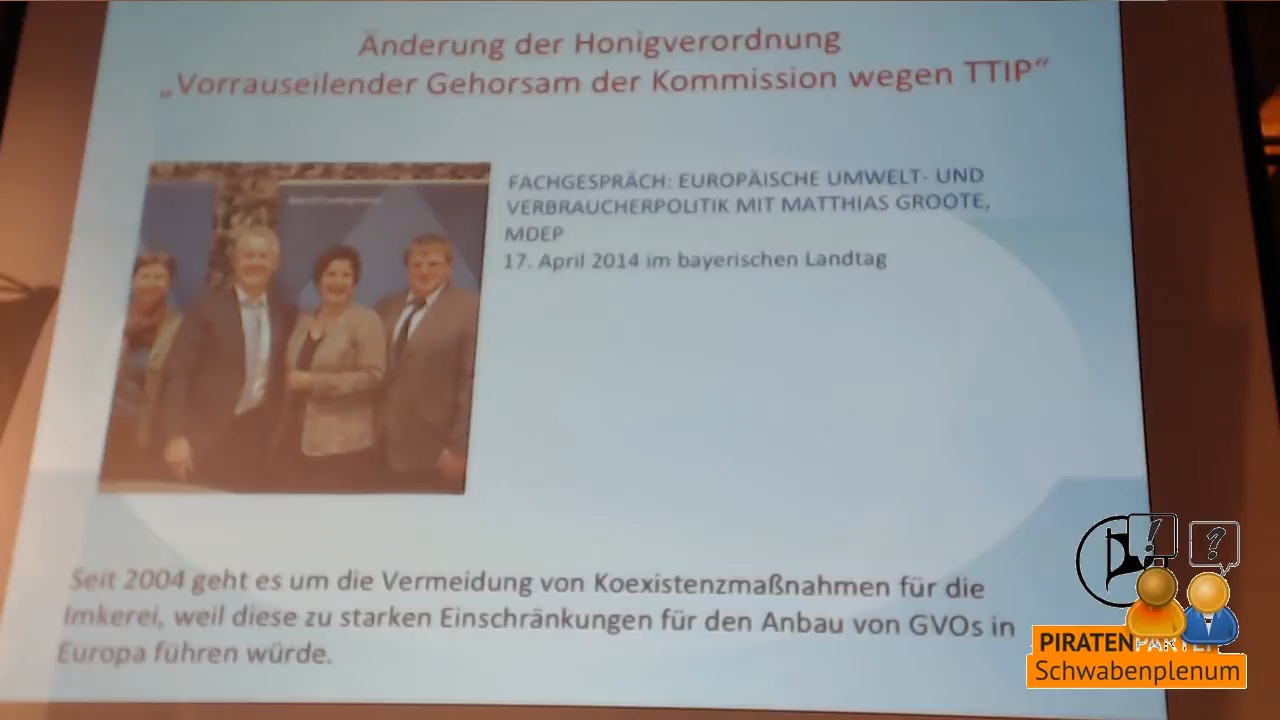 Änderung der Honigverordnung
„Vorrauseilender Gehorsam der Kommission wegen TTIP“
FACHGESPRÄCH: EUROPÄISCHE UMWELT- UND
VERBRAUCHERPOLITIK MIT MATTHIAS GROOTE,
MDEP
17. April 2014 im bayerischen Landtag
Seit 2004 geht es um die Vermeidung von Koexistenzmaßnahmen für die
Imkerei, weil diese zu starken Einschränkungen für den Anbau von GVOs in
Europa führen würde.
! ?
PIRATENPARTEI
Schwabenplenum